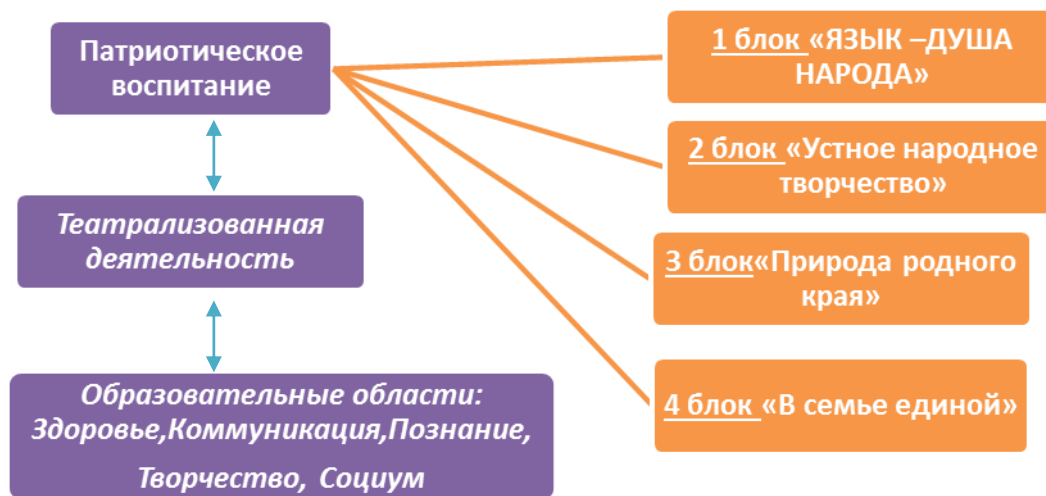 Патриотическое
воспитание
Театрализованная
деятельность
Образовательные области:
Здоровье,Коммуникация,Познание,
Творчество, Социум
1 блок «ЯЗЫК –ДУША
НАРОДА»
2 блок «Устное народное
творчество»
3 блок«Природа родного
края»
4 блок «В семье единой»